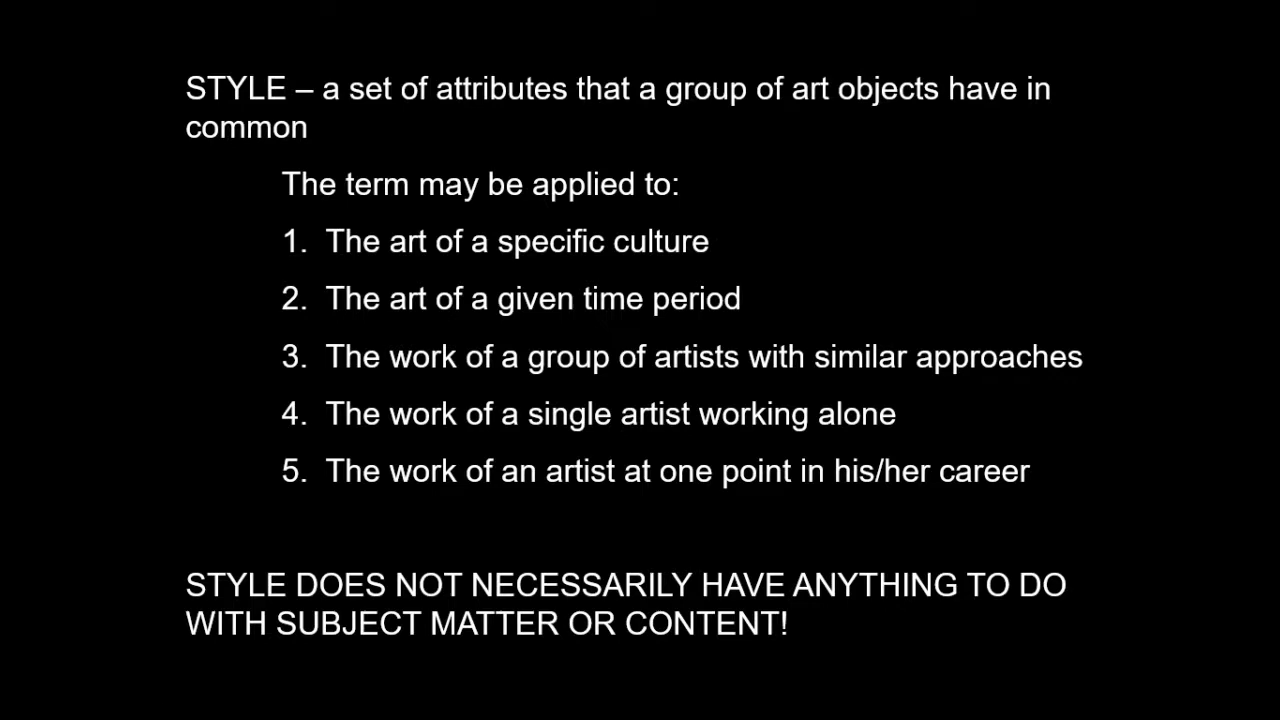 STYLE – a set of attributes that a group of art objects have in
common
The term may be applied to:
1. The art of a specific culture
2. The art of a given time period
3. The work of a group of artists with similar approaches
4. The work of a single artist working alone
5. The work of an artist at one point in his/her career
STYLE DOES NOT NECESSARILY HAVE ANYTHING TO DO
WITH SUBJECT MATTER OR CONTENT!